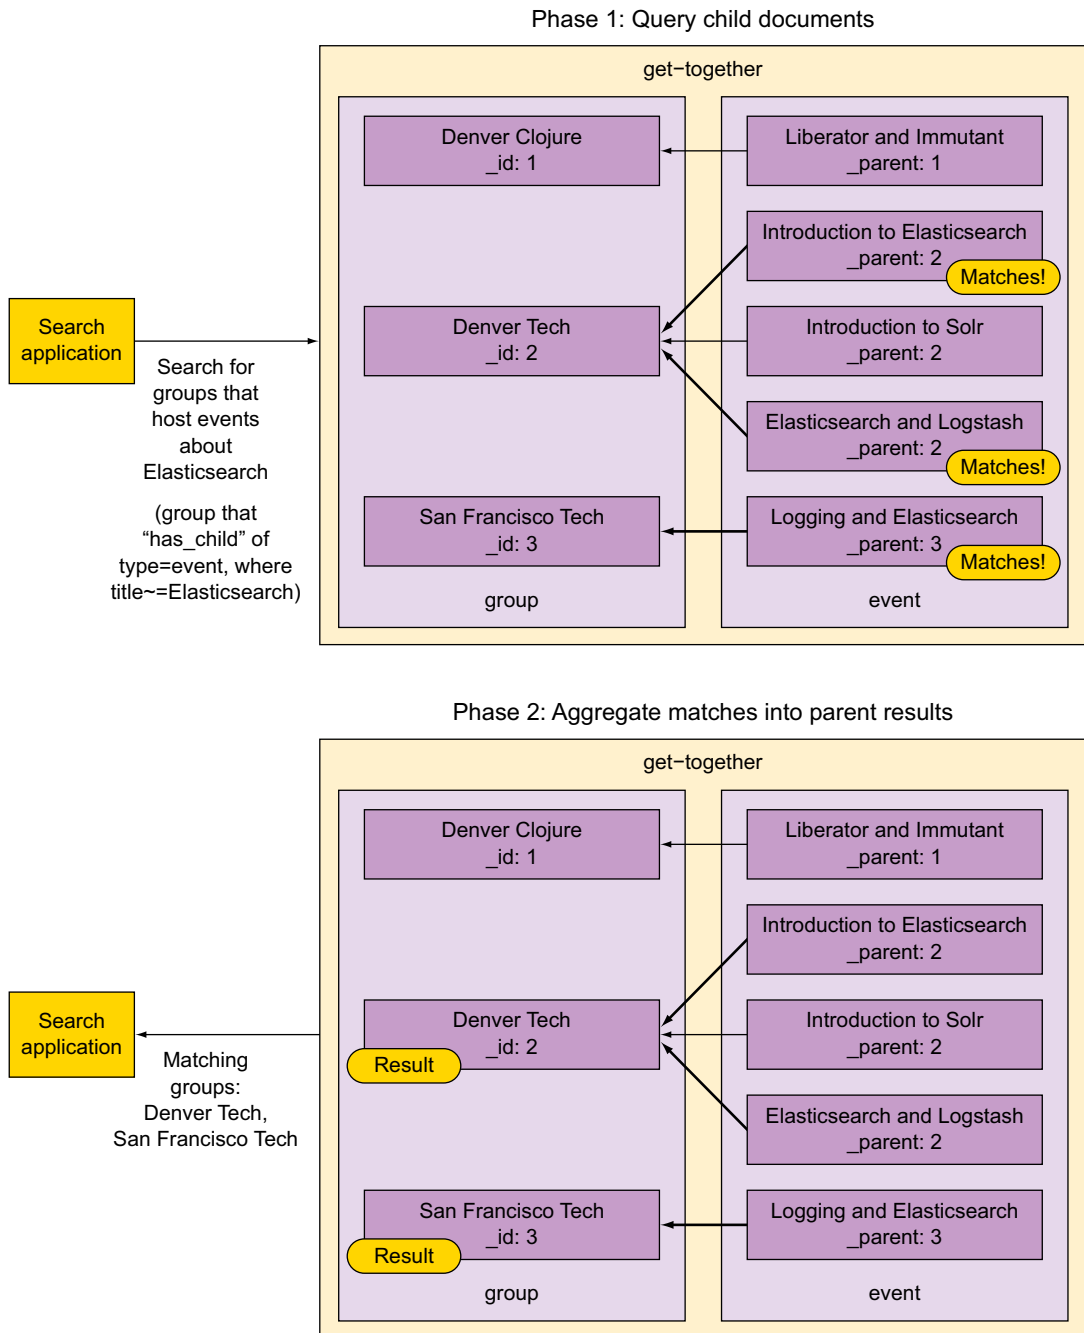 Phase 1: Query child documents
get–together
Denver Clojure
_id: 1
Liberator and Immutant
_parent: 1
Introduction to Elasticsearch
_parent: 2
Matches!
Search
application
Search for
groups that
host events
about
Elasticsearch
(group that
“has_child” of
type=event, where
title~=Elasticsearch)
Denver Tech
_id: 2
Introduction to Solr
_parent: 2
Elasticsearch and Logstash
_parent: 2
Matches!
San Francisco Tech
_id: 3
Logging and Elasticsearch
_parent: 3
Matches!
group
event
Phase 2: Aggregate matches into parent results
get–together
Denver Clojure
_id: 1
Liberator and Immutant
_parent: 1
Introduction to Elasticsearch
_parent: 2
Search
application
Matching
groups:
Denver Tech,
San Francisco Tech
Denver Tech
_id: 2
Result
Introduction to Solr
_parent: 2
Elasticsearch and Logstash
_parent: 2
San Francisco Tech
_id: 3
Result
Logging and Elasticsearch
_parent: 3
group
event